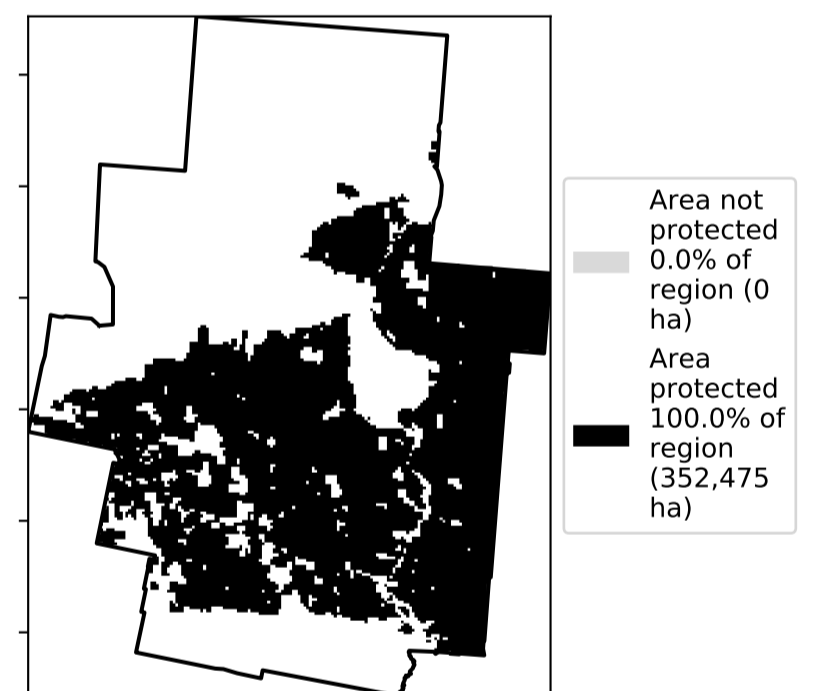 Area not
protected
0.0% of
region (0
ha)
Area
protected
100.0% of
region
(352,475
ha)